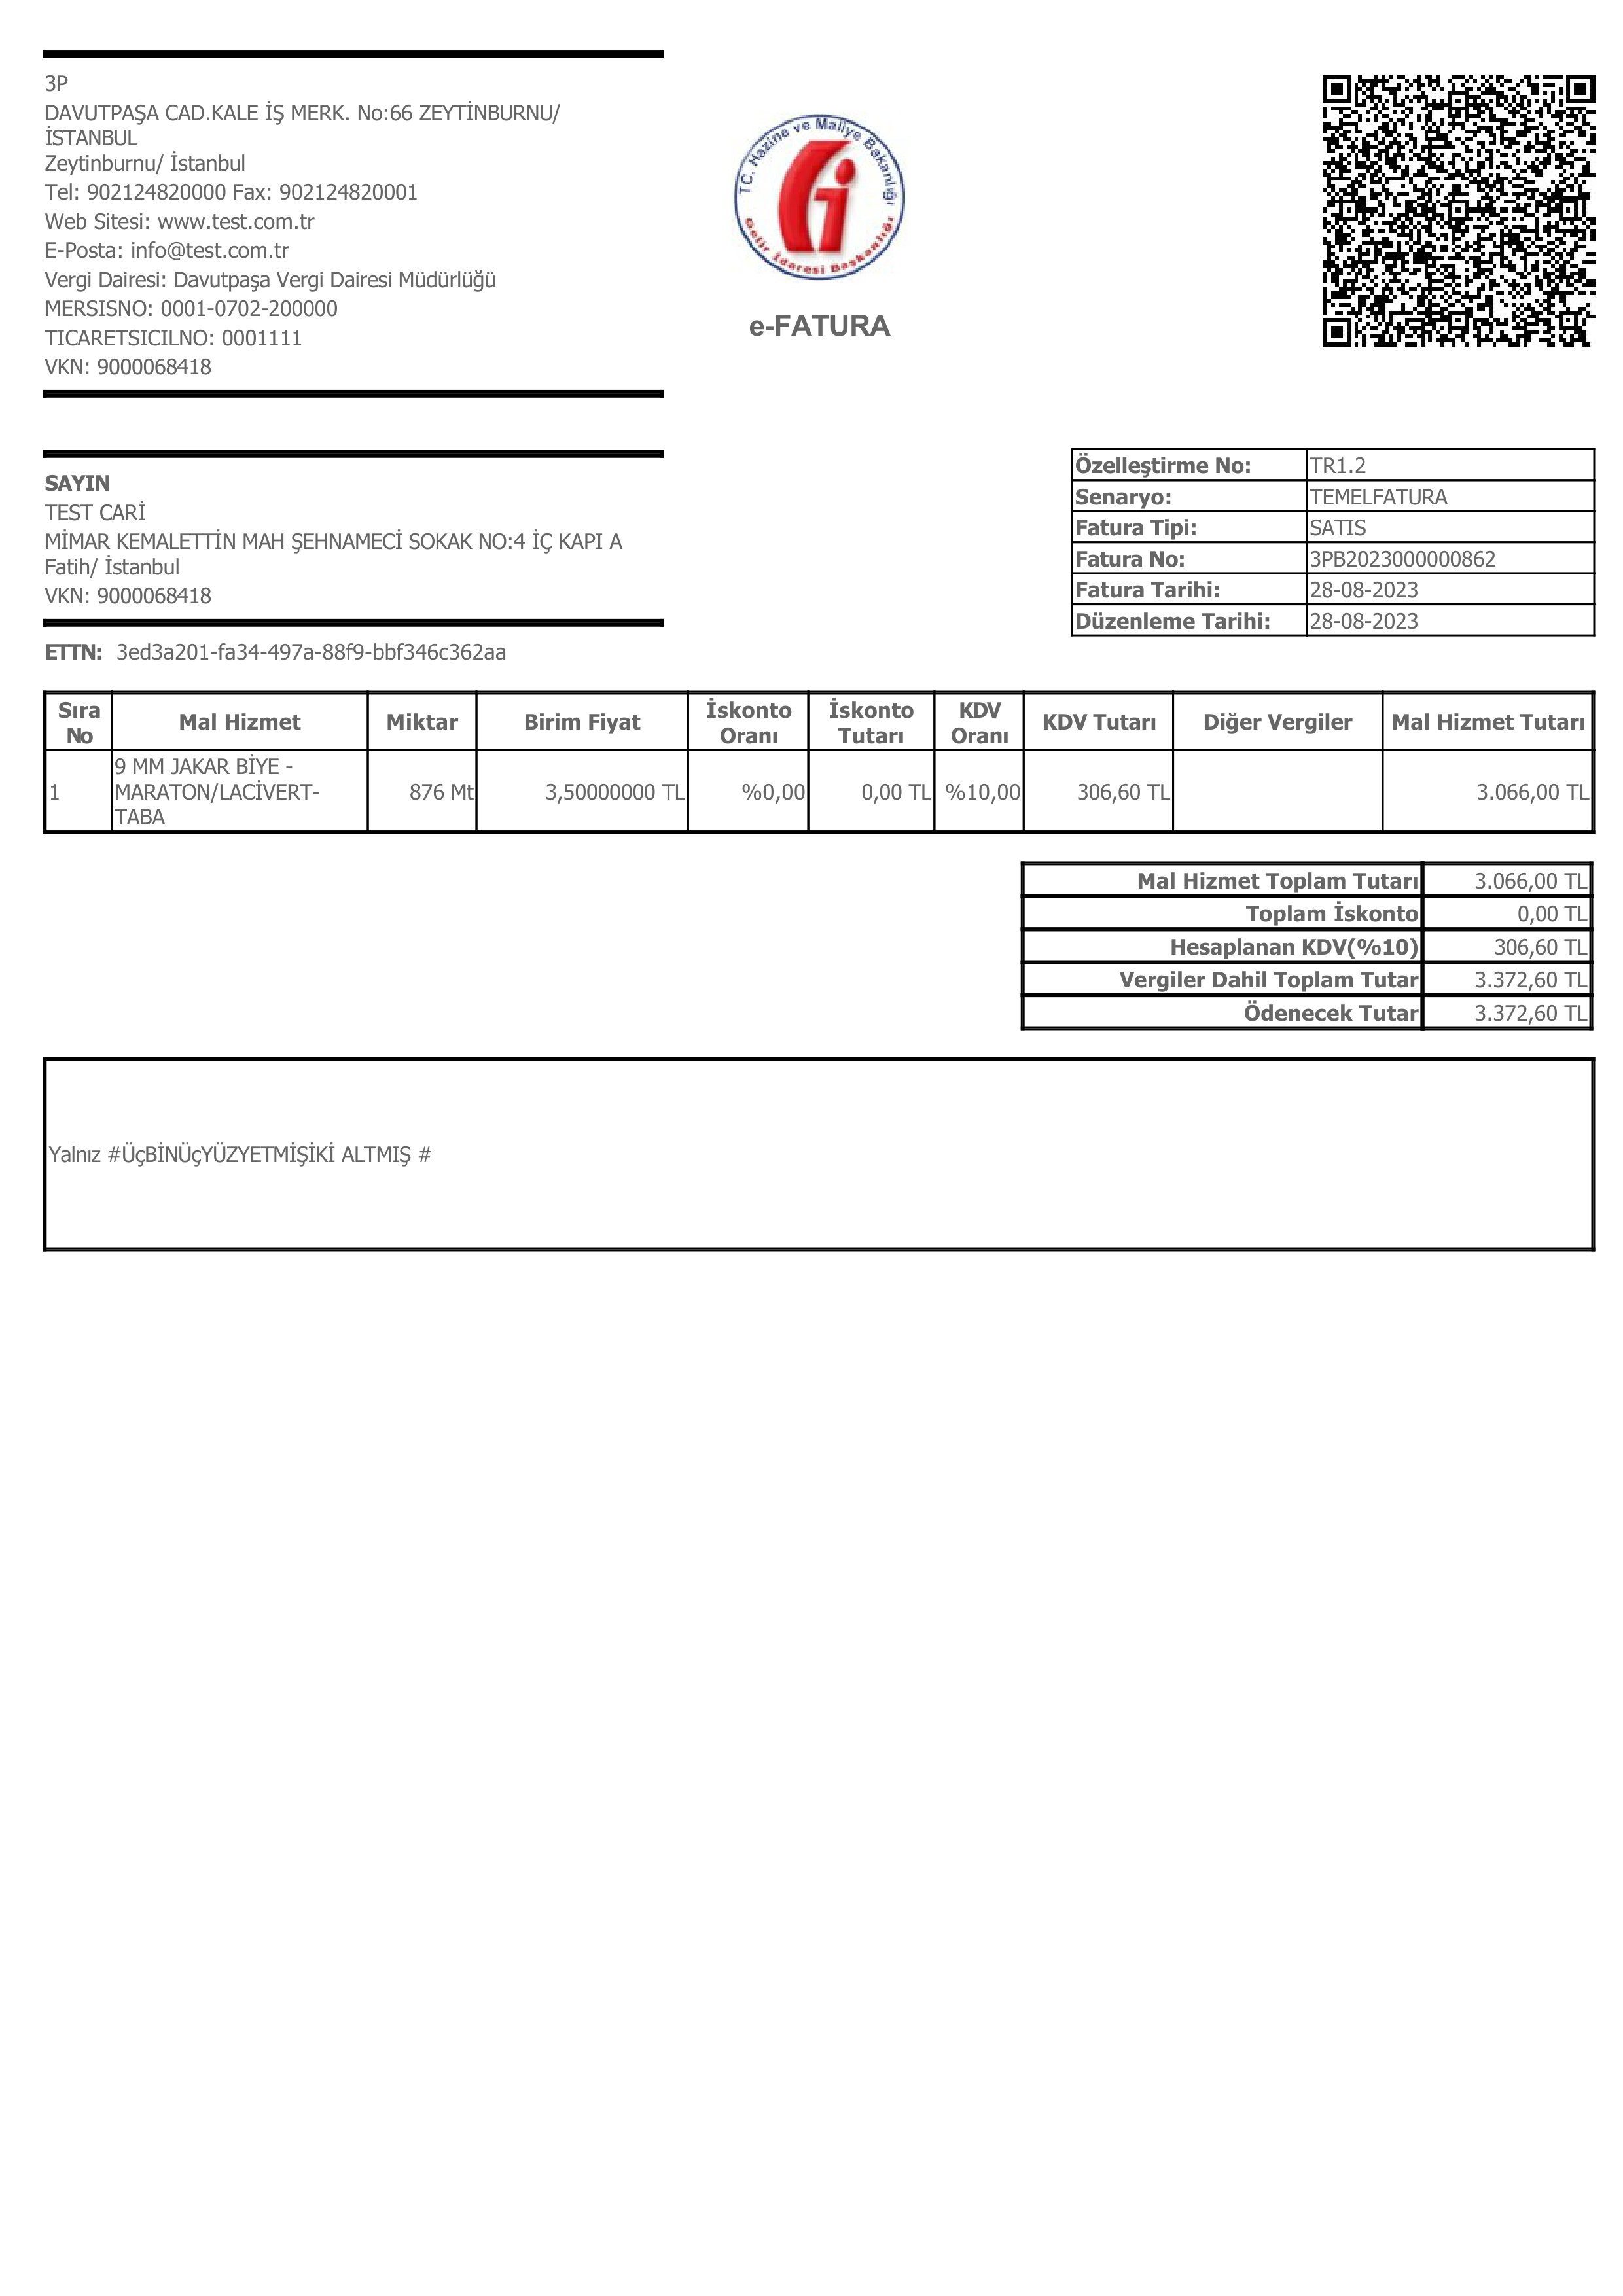 3P
DAVUTPAŞA CAD.KALE İŞ MERK. No:66 ZEYTİNBURNU/
İSTANBUL
Zeytinburnu/ İstanbul
Tel: 902124820000 Fax: 902124820001
Web Sitesi: www.test.com.tr
E-Posta: info@test.com.tr
Vergi Dairesi: Davutpaşa Vergi Dairesi Müdürlüğü
MERSISNO: 0001-0702-200000
TICARETSICILNO: 0001111
VKN: 9000068418
TC. Hazine ve Maliye Bakanlığı
Gelir İdaresi Başkanlığı
e-FATURA
SAYIN
TEST CARİ
MİMAR KEMALETTİN MAH ŞEHNAMECİ SOKAK NO:4 İÇ KAPI A
Fatih/ İstanbul
VKN: 9000068418
ETTN: 3ed3a201-fa34-497a-88f9-bbf346c362aa
Özelleştirme No: TR1.2
Senaryo: TEMELFATURA
Fatura Tipi: SATIS
Fatura No: 3PB2023000000862
Fatura Tarihi: 28-08-2023
Düzenleme Tarihi: 28-08-2023
Sıra No Mal Hizmet Miktar Birim Fiyat İskonto Oranı İskonto Tutarı KDV Oranı KDV Tutarı Diğer Vergiler Mal Hizmet Tutarı
1 9 MM JAKAR BİYE - MARATON/LACİVERT-TABA 876 Mt 3,50000000 TL %0,00 0,00 TL %10,00 306,60 TL 3.066,00 TL
Mal Hizmet Toplam Tutarı 3.066,00 TL
Toplam İskonto 0,00 TL
Hesaplanan KDV(%10) 306,60 TL
Vergiler Dahil Toplam Tutar 3.372,60 TL
Ödenecek Tutar 3.372,60 TL
Yalnız #ÜçBİNÜçYÜZYETMİŞİKİ ALTMIŞ #